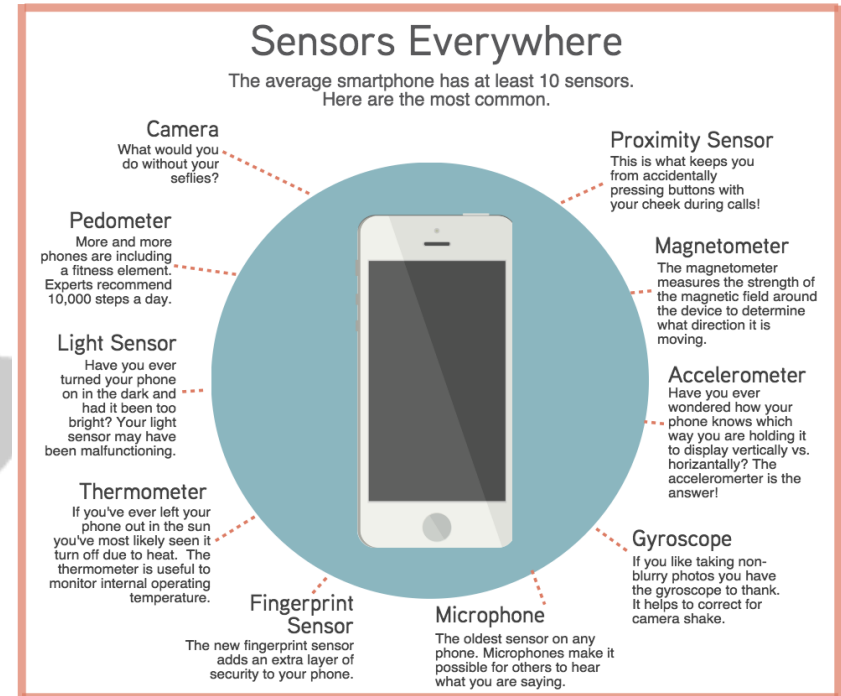 Sensors Everywhere
The average smartphone has at least 10 sensors.
Here are the most common.
Camera
What would you
do without your
seflies?
Pedometer
More and more
phones are including
a fitness element.
Experts recommend
10,000 steps a day.
Light Sensor
Have you ever
turned your phone
on in the dark and
had it been too
bright? Your light
sensor may have
been malfunctioning.
Thermometer
If you've ever left your
phone out in the sun
you've most likely seen it
turn off due to heat. The
thermometer is useful to
monitor internal operating
temperature.
Fingerprint
Sensor
The new fingerprint sensor
adds an extra layer of
security to your phone.
Proximity Sensor
This is what keeps you
from accidentally
pressing buttons with
your cheek during calls!
Magnetometer
The magnetometer
measures the strength of
the magnetic field around
the device to determine
what direction it is
moving.
Accelerometer
Have you ever
wondered how your
phone knows which
way you are holding it
to display vertically vs.
horizantally? The
accelermerter is the
answer!
Gyroscope
If you like taking non-
blurry photos you have
the gyroscope to thank.
It helps to correct for
camera shake.
Microphone
The oldest sensor on any
phone. Microphones make it
possible for others to hear
what you are saying.